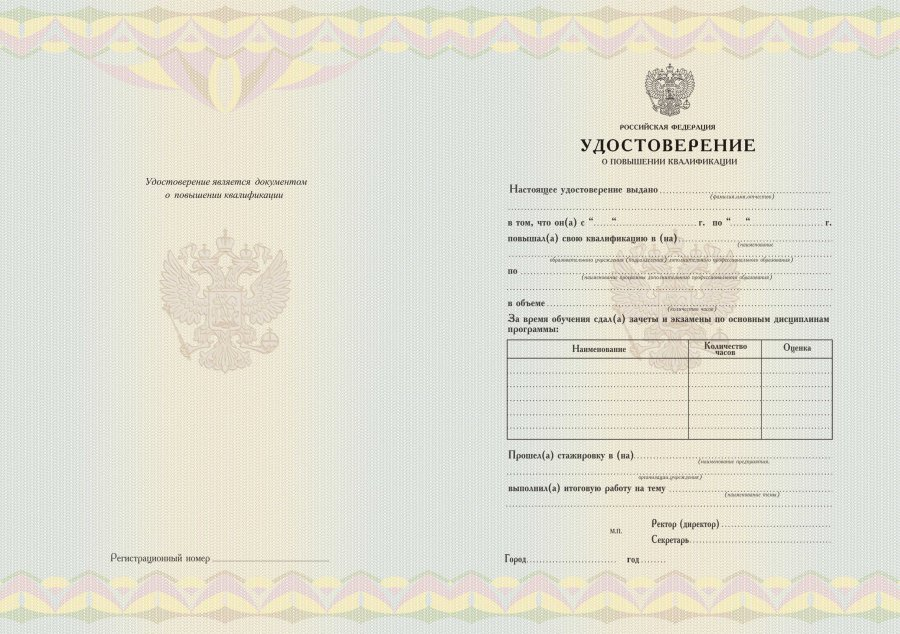 Удостоверение является документом
о повышении квалификации
Регистрационный номер
РОССИЙСКАЯ ФЕДЕРАЦИЯ
УДОСТОВЕРЕНИЕ
О ПОВЫШЕНИИ КВАЛИФИКАЦИИ
Настоящее удостоверение выдано
(фамилия,имя,отчество)
в том, что он(а) с “ “ г. по “ “ г.
повышал(а) свою квалификацию в (на)
(наименование
образовательного учреждения (подразделения) дополнительного профессионального образования)
по
(наименование программы дополнительного профессионального образования)
в объеме
(количество часов)
За время обучения сдал(а) зачеты и экзамены по основным дисциплинам
программы:
Наименование Количество часов Оценка
Прошел(а) стажировку в (на)
(наименование предприятия,
организации,учреждения)
выполнил(а) итоговую работу на тему
(наименование темы)
Ректор (директор)
м.п.
Секретарь
Город год